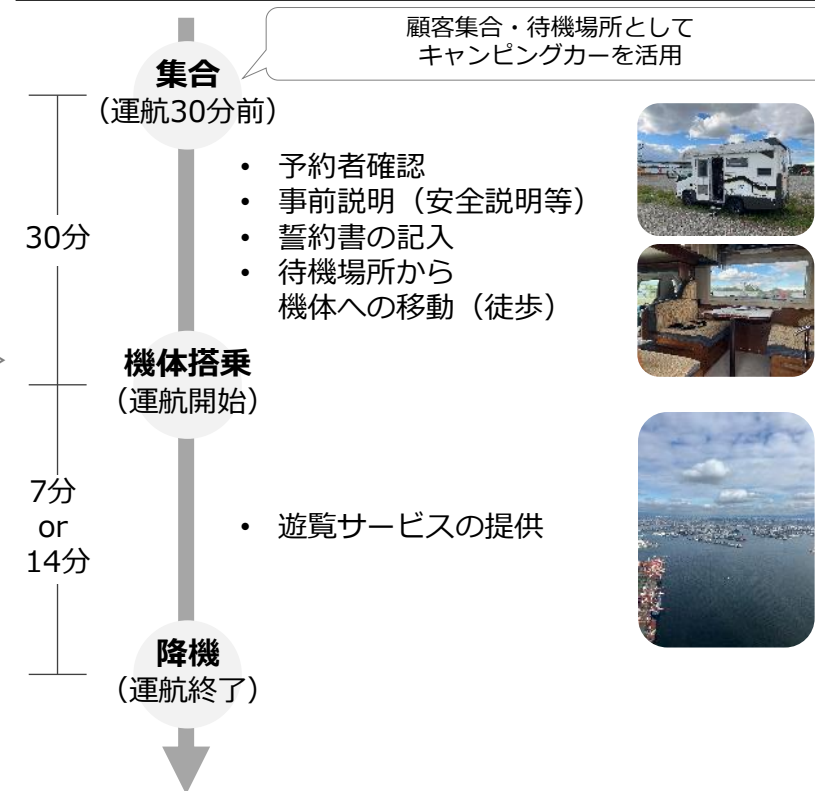 顧客集合・待機場所として
キャンピングカーを活用
集合
（運航30分前）
30分
• 予約者確認
• 事前説明（安全説明等）
• 誓約書の記入
• 待機場所から
機体への移動（徒歩）
機体搭乗
（運航開始）
7分
or
14分
• 遊覧サービスの提供
降機
（運航終了）